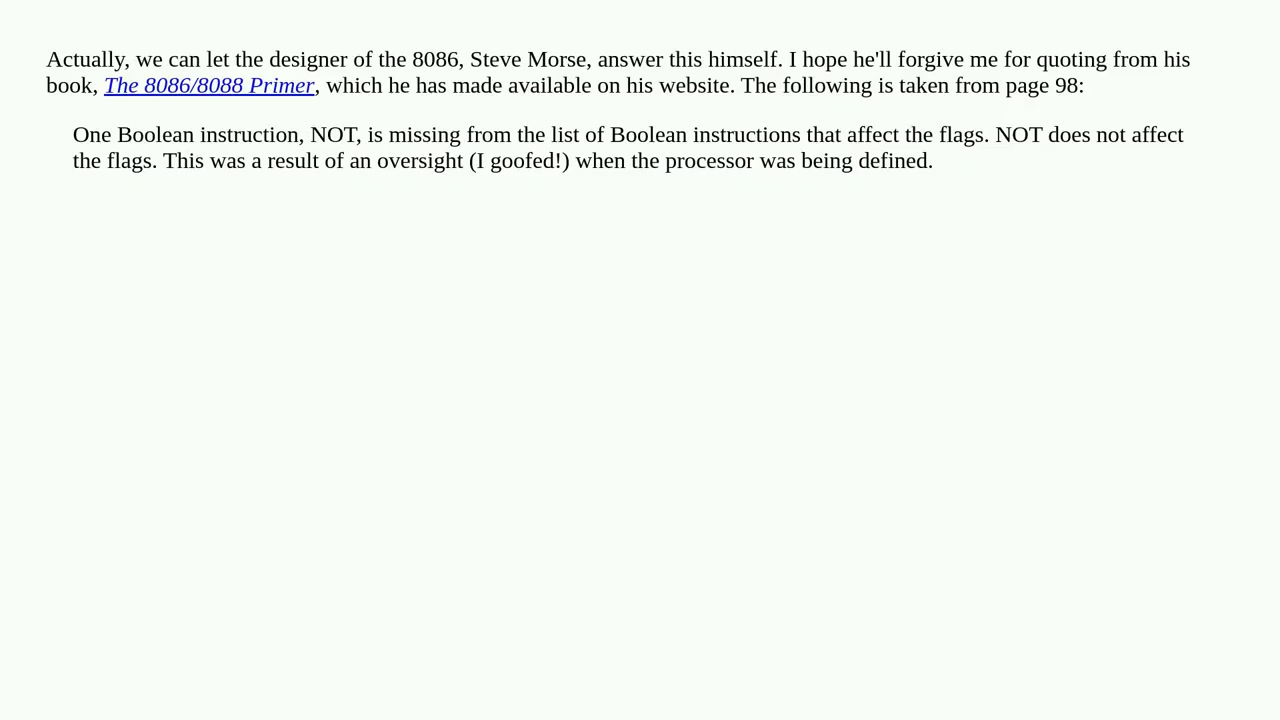 Actually, we can let the designer of the 8086, Steve Morse, answer this himself. I hope he'll forgive me for quoting from his
book, The 8086/8088 Primer, which he has made available on his website. The following is taken from page 98:
One Boolean instruction, NOT, is missing from the list of Boolean instructions that affect the flags. NOT does not affect
the flags. This was a result of an oversight (I goofed!) when the processor was being defined.